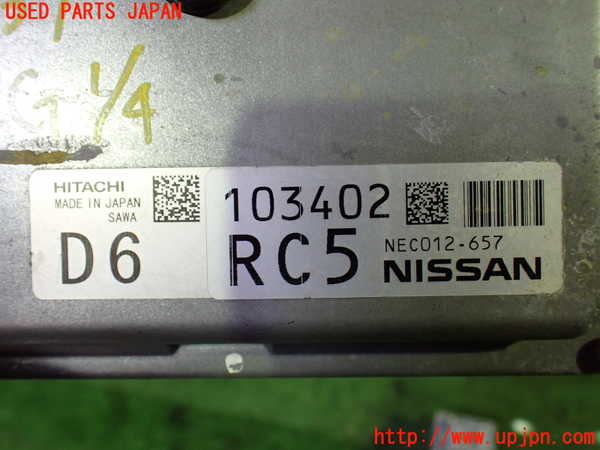 USED PARTS JAPAN
G 1/4
HITACHI
MADE IN JAPAN
SAWA
D6
103402
RC5
NEC012-657
NISSAN
http://www.upjpn.com/